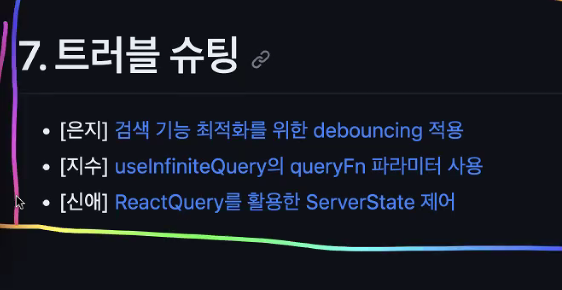 7. 트러블 슈팅
[은지] 검색 기능 최적화를 위한 debouncing 적용
[지수] useInfiniteQuery의 queryFn 파라미터 사용
[신애] ReactQuery를 활용한 ServerState 제어